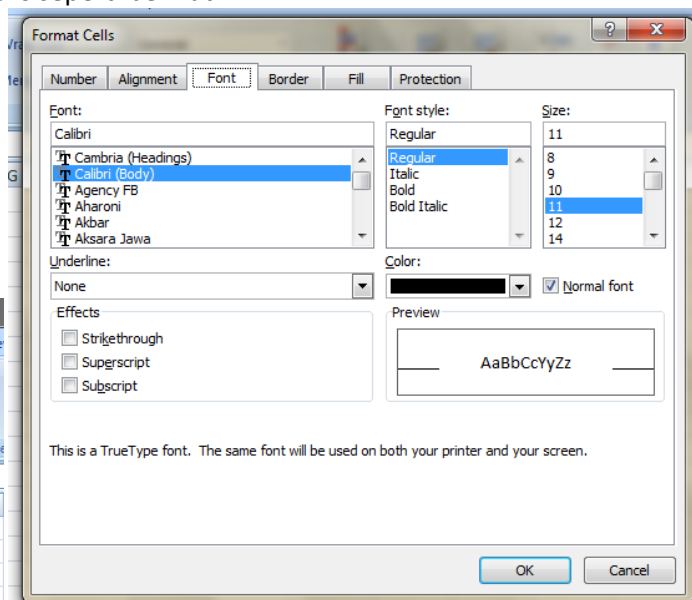 Format Cells
Number Alignment Font Border Fill Protection
Font: Font style: Size:
Calibri Regular 11
Cambria (Headings) Regular 8
Calibri (Body) Italic 9
Agency FB Bold 10
Aharoni Bold Italic 11
Akbar 12
Aksara Jawa 14
Underline: Color:
None Normal font
Effects Preview
Strikethrough
Superscript AaBbCcYyZz
Subscript
This is a TrueType font.  The same font will be used on both your printer and your screen.
OK Cancel